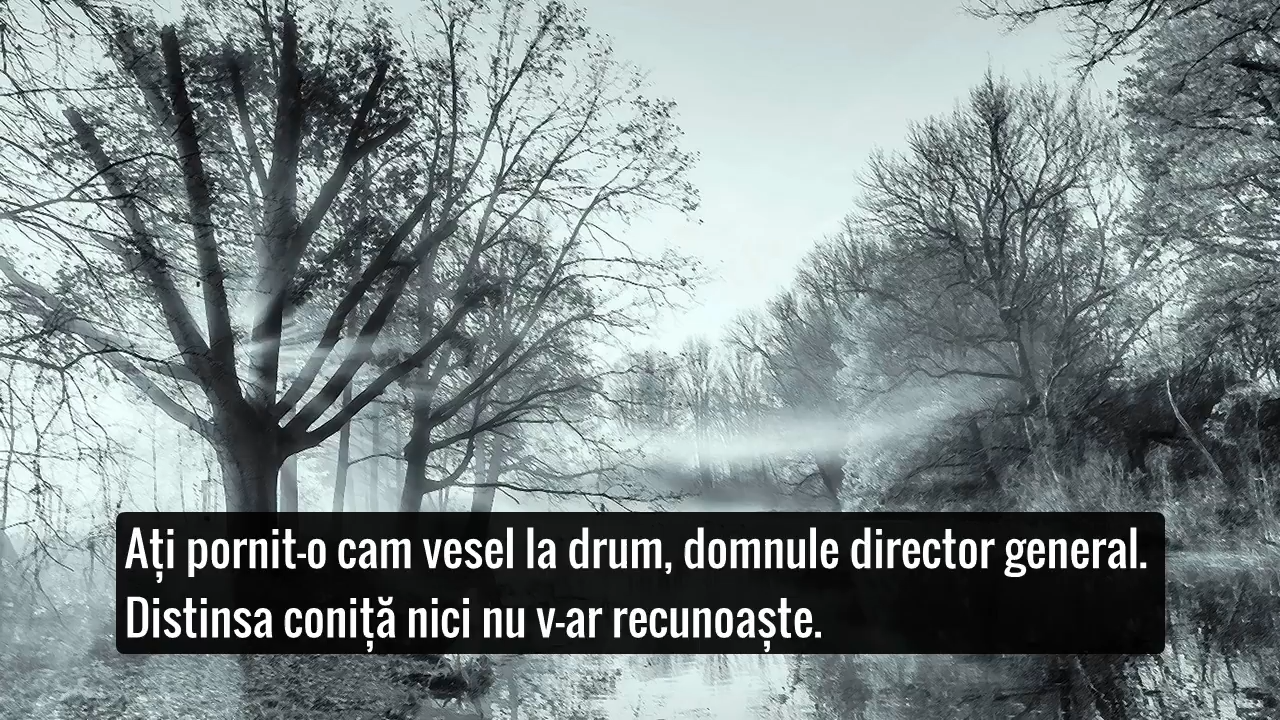 Ați pornit-o cam vesel la drum, domnule director general.
Distinsa coniță nici nu v-ar recunoaște.